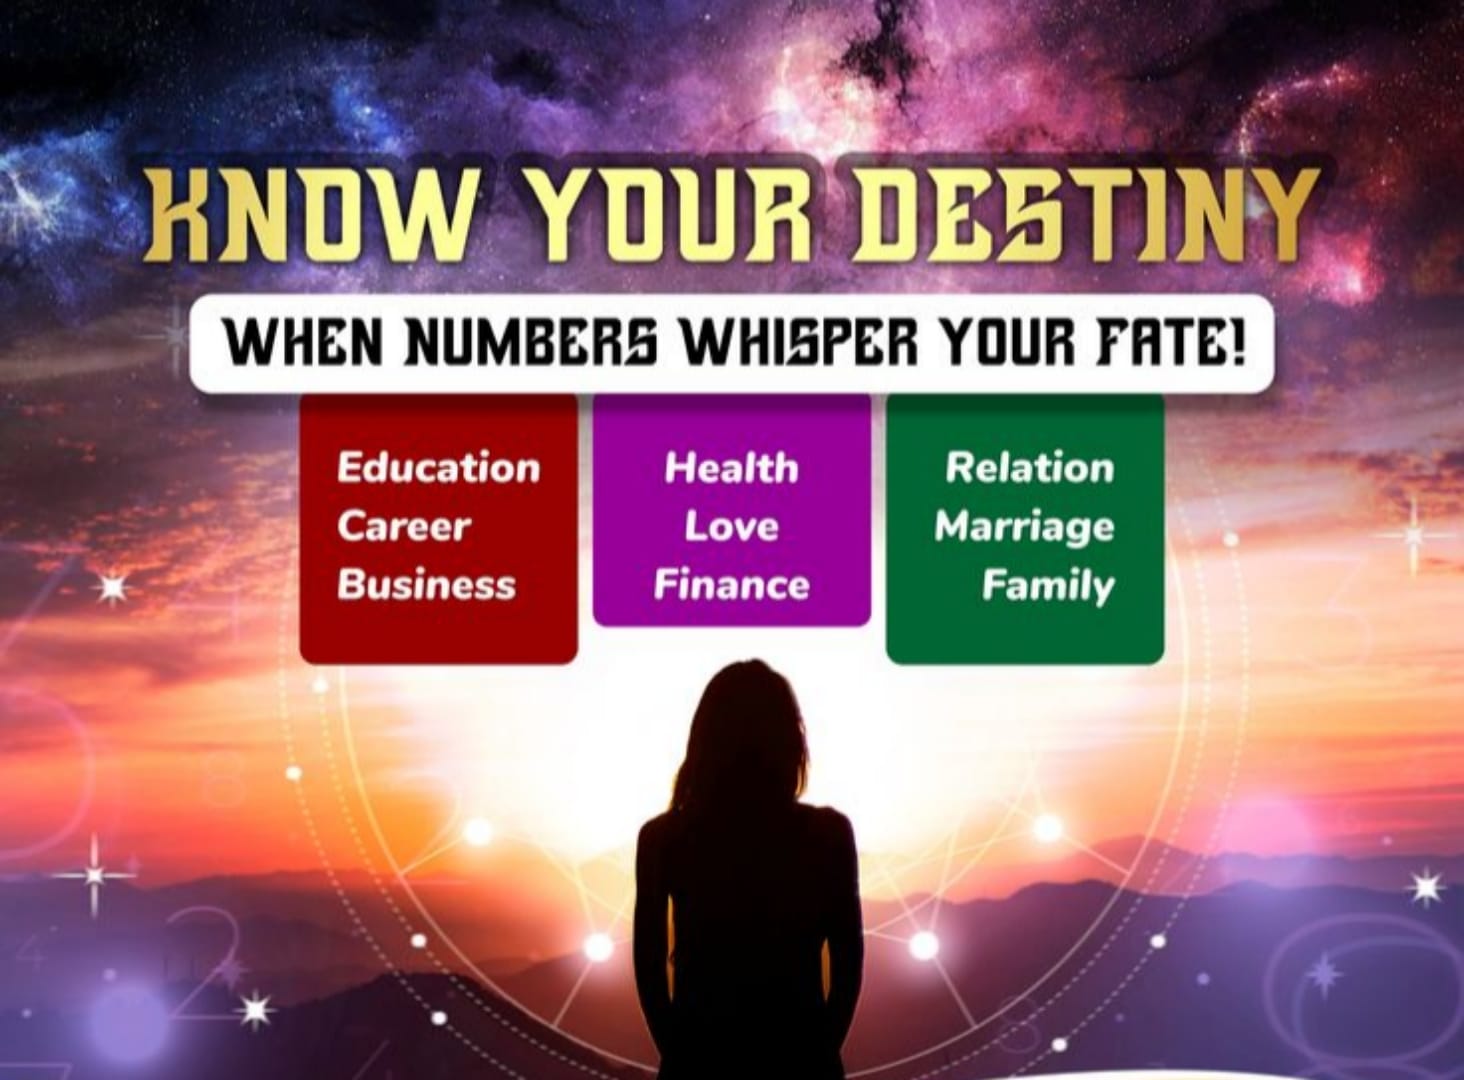 KNOW YOUR DESTINY
WHEN NUMBERS WHISPER YOUR FATE!
Education
Career
Business
Health
Love
Finance
Relation
Marriage
Family